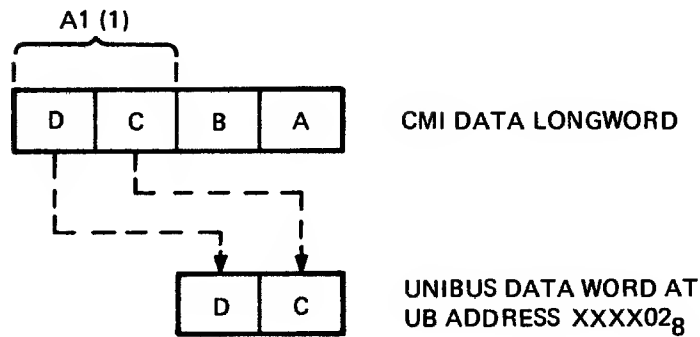 A1 (1)
D C B A CMI DATA LONGWORD
D C UNIBUS DATA WORD AT
UB ADDRESS XXXX02₈